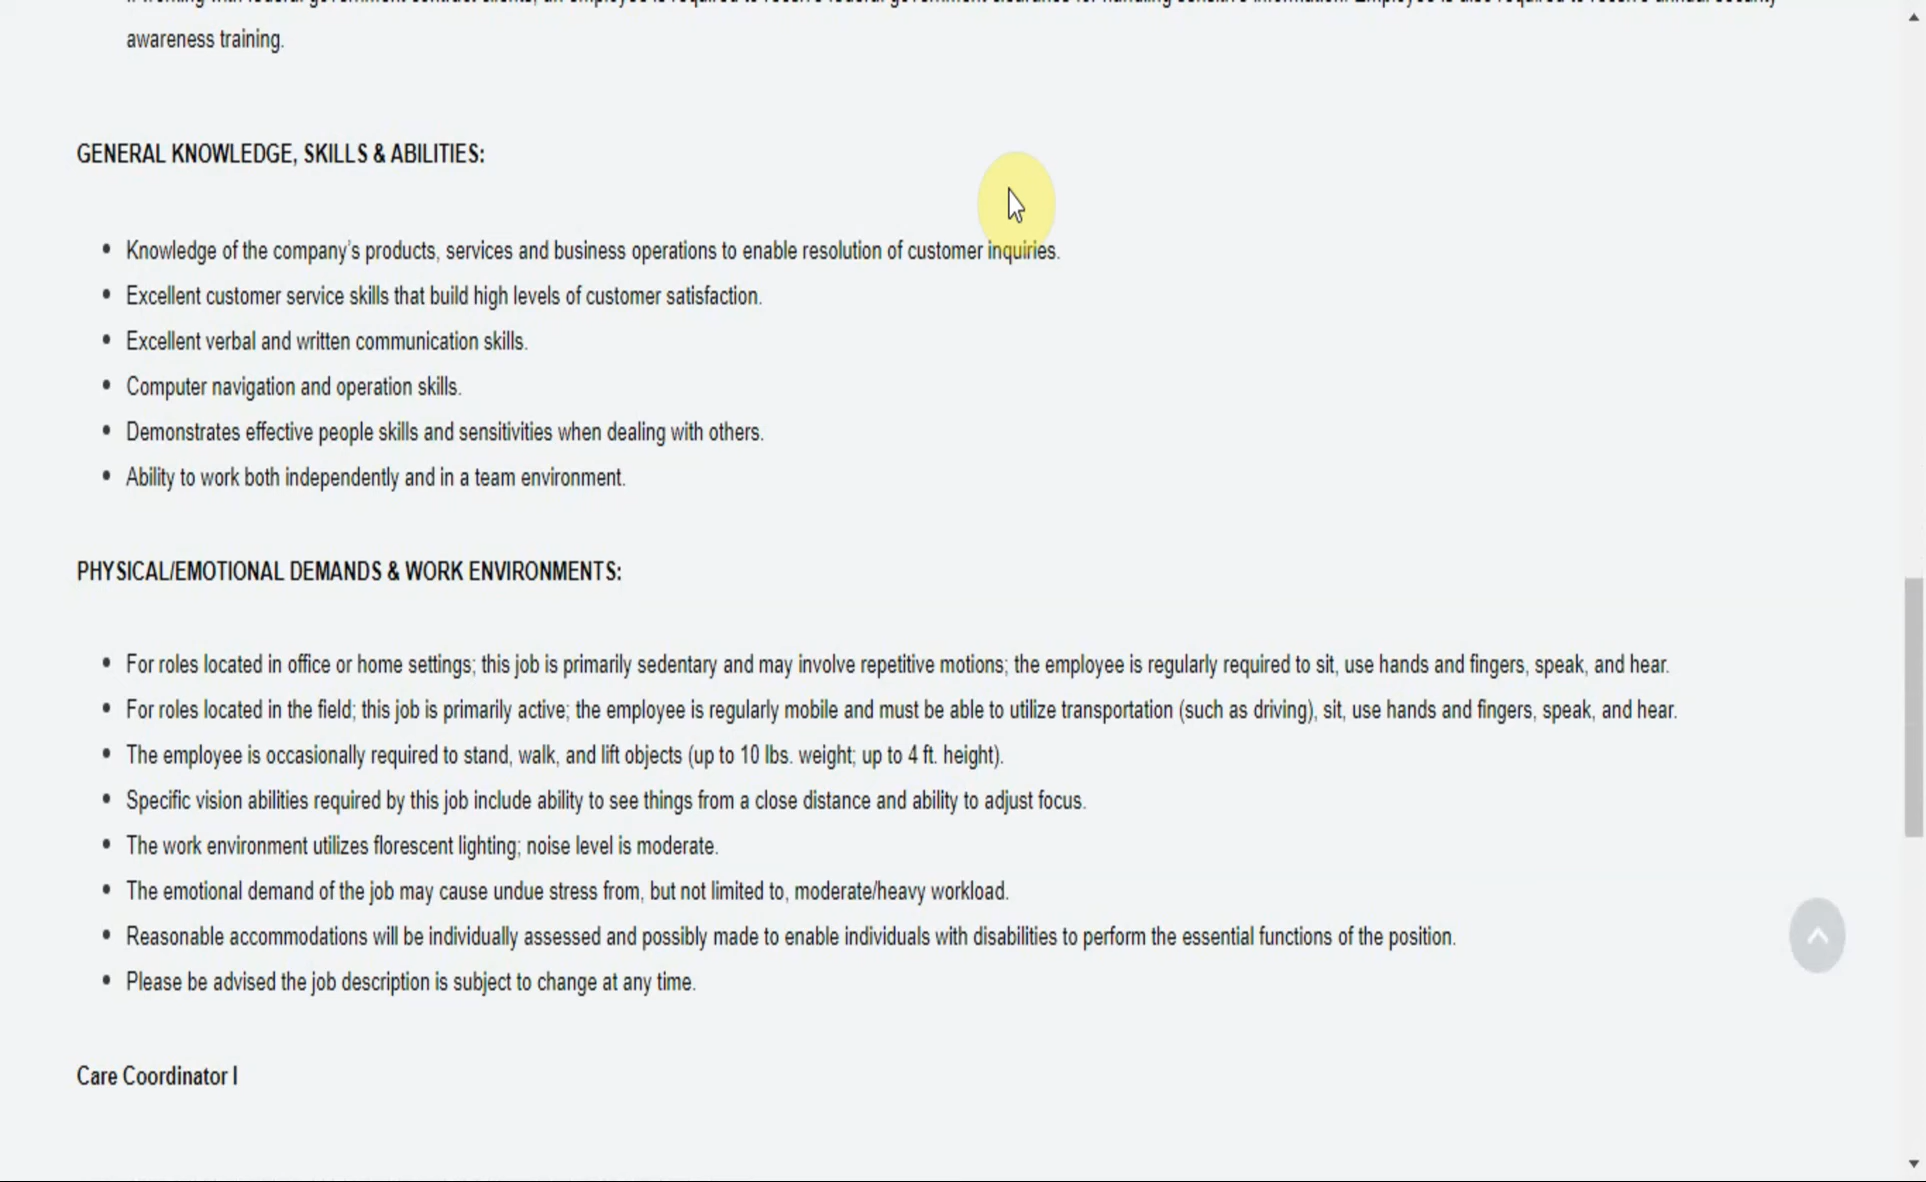 awareness training.
GENERAL KNOWLEDGE, SKILLS & ABILITIES:
Knowledge of the company's products, services and business operations to enable resolution of customer inquiries.
Excellent customer service skills that build high levels of customer satisfaction.
Excellent verbal and written communication skills.
Computer navigation and operation skills.
Demonstrates effective people skills and sensitivities when dealing with others.
Ability to work both independently and in a team environment.
PHYSICAL/EMOTIONAL DEMANDS & WORK ENVIRONMENTS:
For roles located in office or home settings; this job is primarily sedentary and may involve repetitive motions; the employee is regularly required to sit, use hands and fingers, speak, and hear.
For roles located in the field; this job is primarily active; the employee is regularly mobile and must be able to utilize transportation (such as driving), sit, use hands and fingers, speak, and hear.
The employee is occasionally required to stand, walk, and lift objects (up to 10 lbs. weight; up to 4 ft. height).
Specific vision abilities required by this job include ability to see things from a close distance and ability to adjust focus.
The work environment utilizes florescent lighting; noise level is moderate.
The emotional demand of the job may cause undue stress from, but not limited to, moderate/heavy workload.
Reasonable accommodations will be individually assessed and possibly made to enable individuals with disabilities to perform the essential functions of the position.
Please be advised the job description is subject to change at any time.
Care Coordinator I